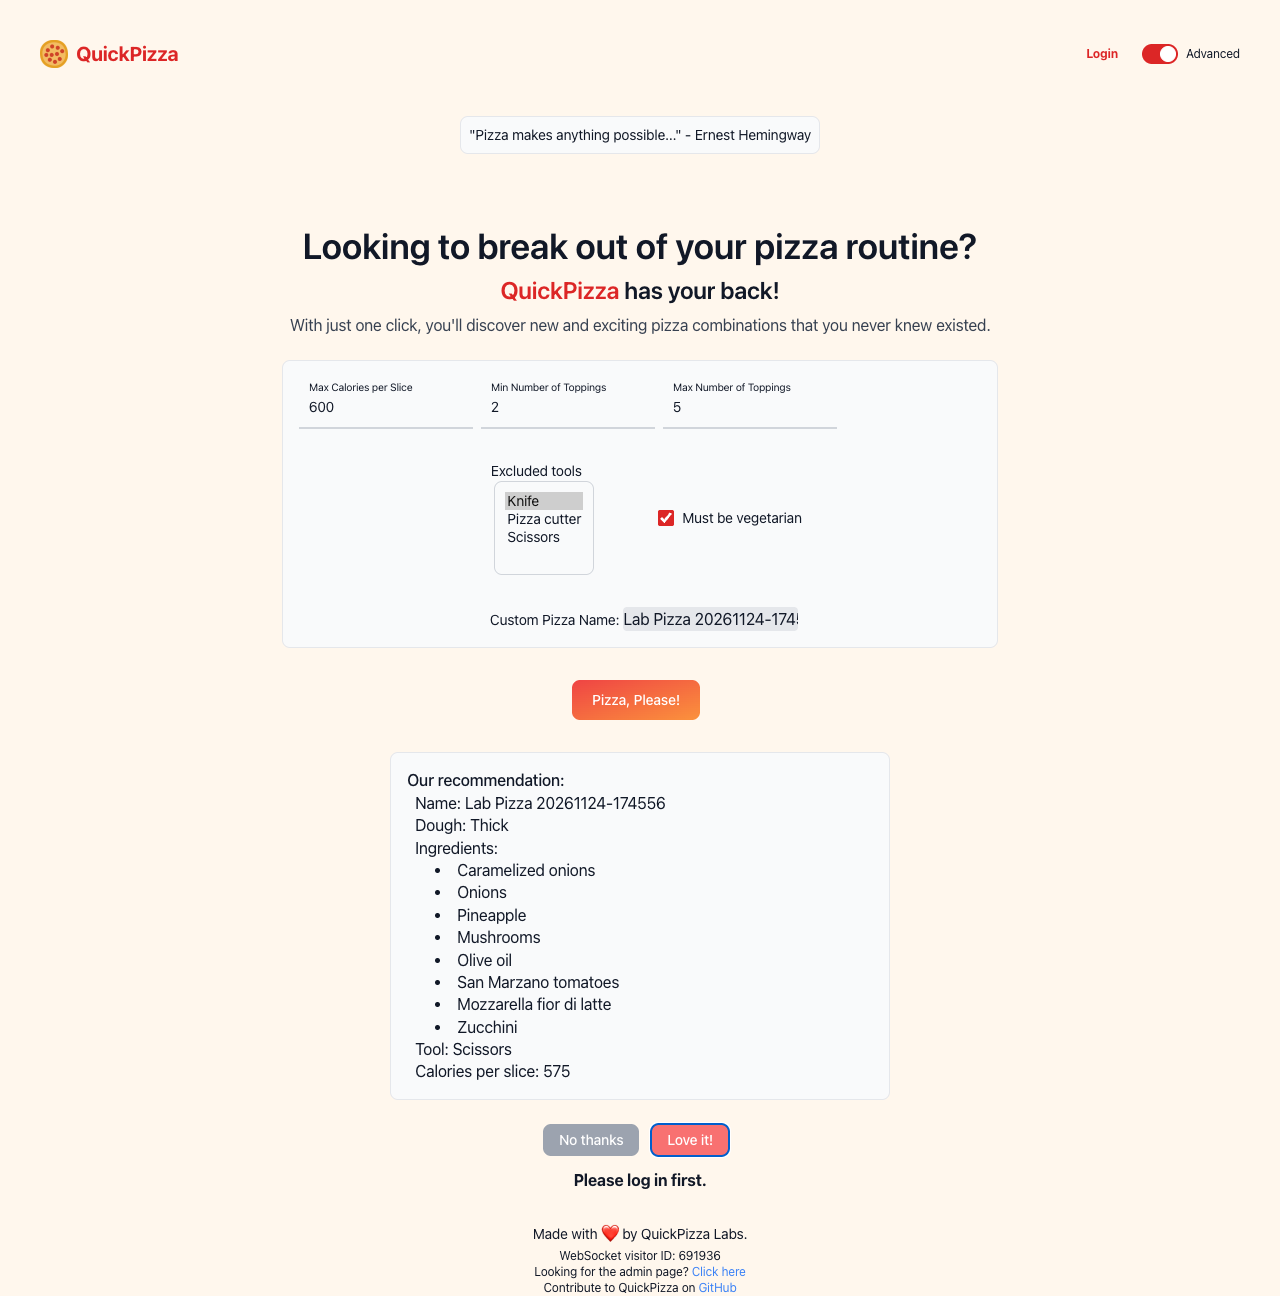 QuickPizza
Login
Advanced
"Pizza makes anything possible..." - Ernest Hemingway
Looking to break out of your pizza routine?
QuickPizza has your back!
With just one click, you'll discover new and exciting pizza combinations that you never knew existed.
Max Calories per Slice
600
Min Number of Toppings
2
Max Number of Toppings
5
Excluded tools
Knife
Pizza cutter
Scissors
Must be vegetarian
Custom Pizza Name: Lab Pizza 20261124-174
Pizza, Please!
Our recommendation:
Name: Lab Pizza 20261124-174556
Dough: Thick
Ingredients:
• Caramelized onions
• Onions
• Pineapple
• Mushrooms
• Olive oil
• San Marzano tomatoes
• Mozzarella fior di latte
• Zucchini
Tool: Scissors
Calories per slice: 575
No thanks
Love it!
Please log in first.
Made with ❤️ by QuickPizza Labs.
WebSocket visitor ID: 691936
Looking for the admin page? Click here
Contribute to QuickPizza on GitHub